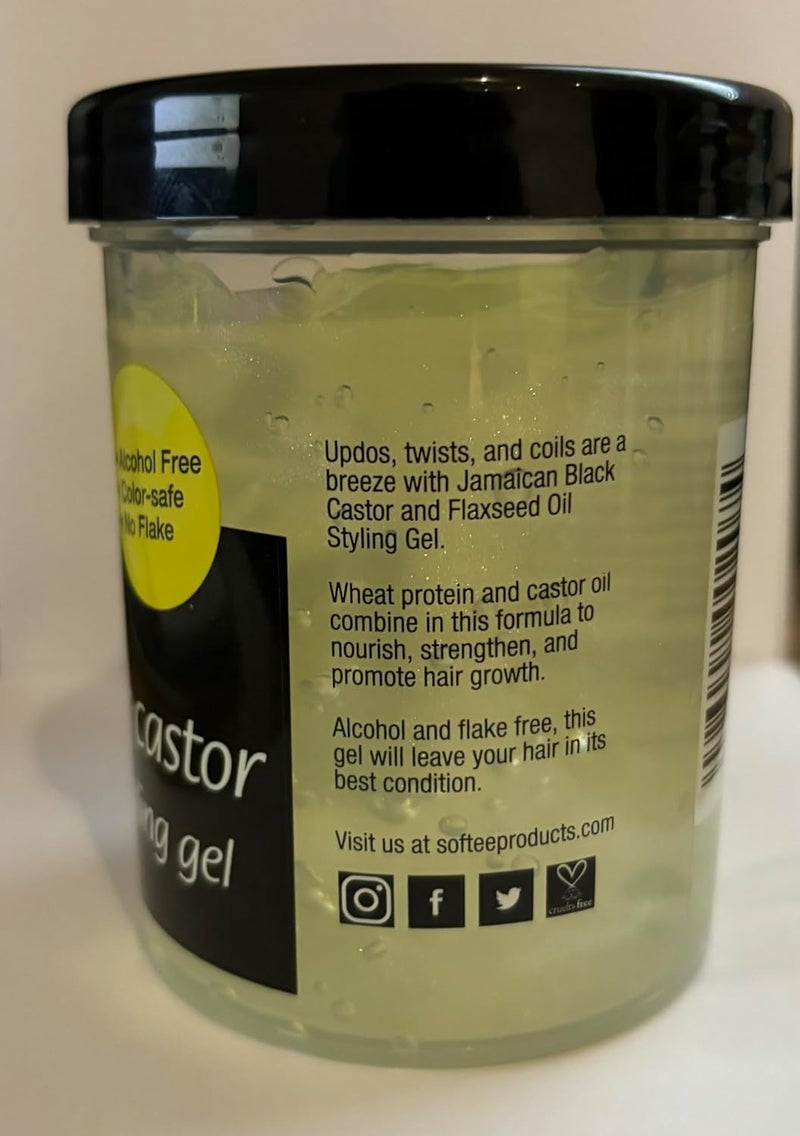 Alcohol Free
Color-safe
No Flake
castor
gel
Updos, twists, and coils are a
breeze with Jamaican Black
Castor and Flaxseed Oil
Styling Gel.
Wheat protein and castor oil
combine in this formula to
nourish, strengthen, and
promote hair growth.
Alcohol and flake free, this
gel will leave your hair in its
best condition.
Visit us at softeeproducts.com
cruelty free